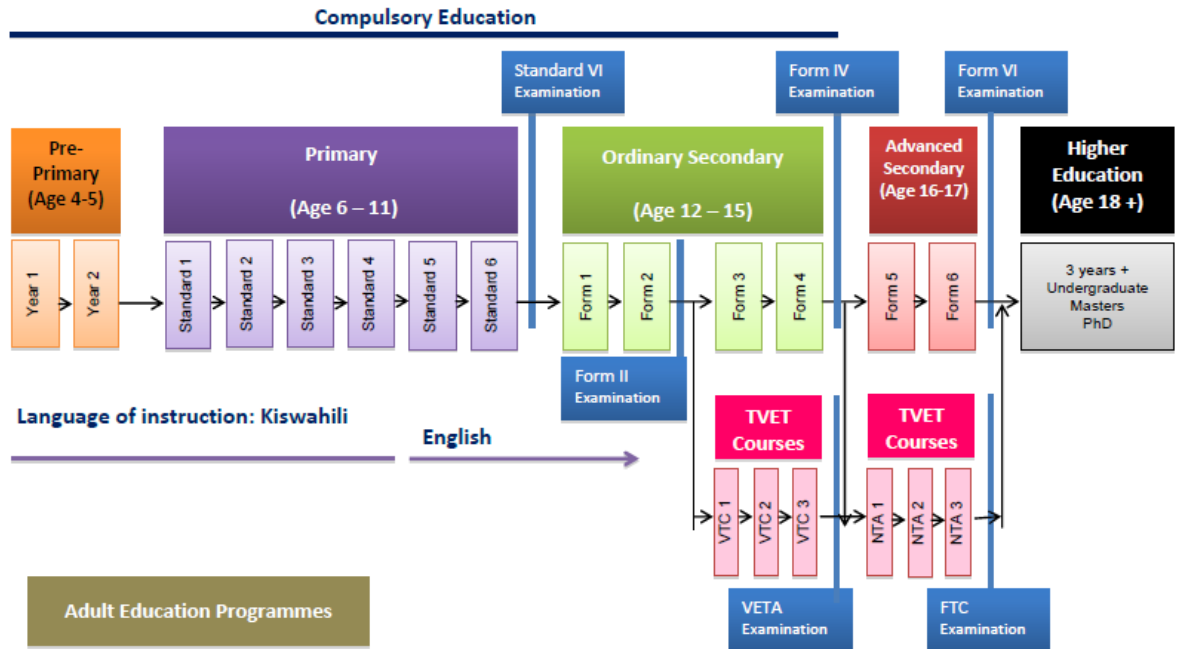 Compulsory Education
Standard VI
Examination
Form IV
Examination
Form VI
Examination
Pre-
Primary
(Age 4-5)
Primary
(Age 6 – 11)
Ordinary Secondary
(Age 12 – 15)
Advanced
Secondary
(Age 16-17)
Higher
Education
(Age 18 +)
Year 1
Year 2
Standard 1
Standard 2
Standard 3
Standard 4
Standard 5
Standard 6
Form 1
Form 2
Form 3
Form 4
Form 5
Form 6
3 years +
Undergraduate
Masters
PhD
Form II
Examination
Language of instruction: Kiswahili
English
TVET
Courses
TVET
Courses
VTC 1
VTC 2
VTC 3
NTA 1
NTA 2
NTA 3
Adult Education Programmes
VETA
Examination
FTC
Examination